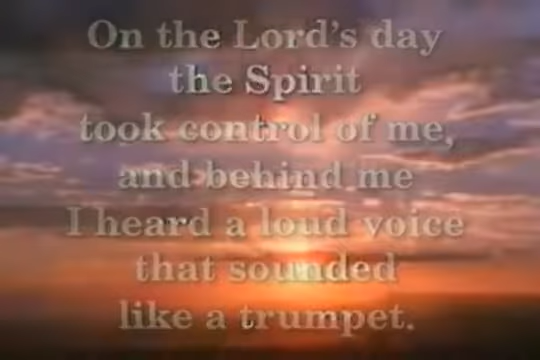 On the Lord's day
the Spirit
took control of me,
and behind me
I heard a loud voice
that sounded
like a trumpet.